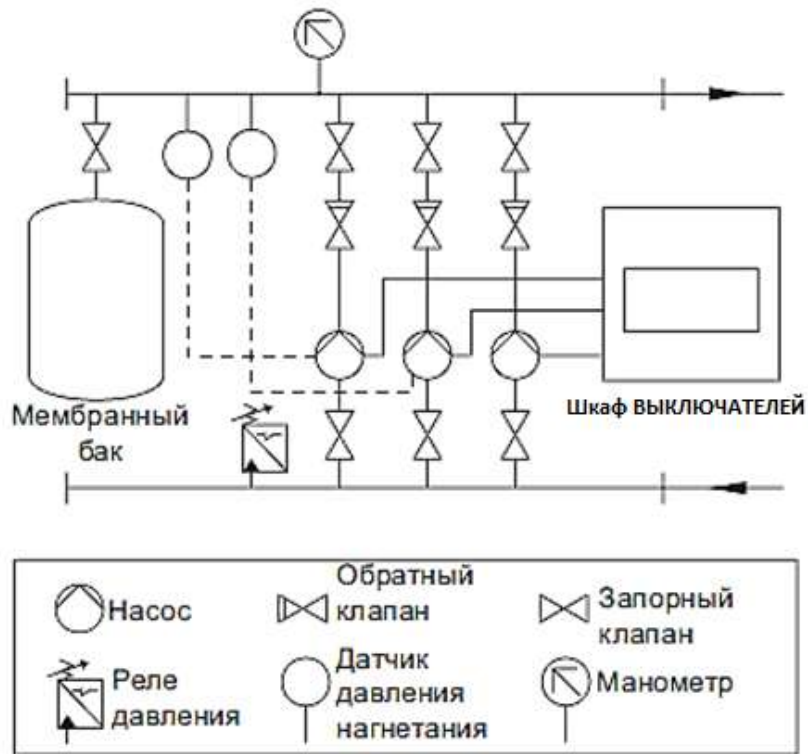 Мембранный
бак
Шкаф ВЫКЛЮЧАТЕЛЕЙ
Насос
Обратный
клапан
Запорный
клапан
Реле
давления
Датчик
давления
нагнетания
Манометр